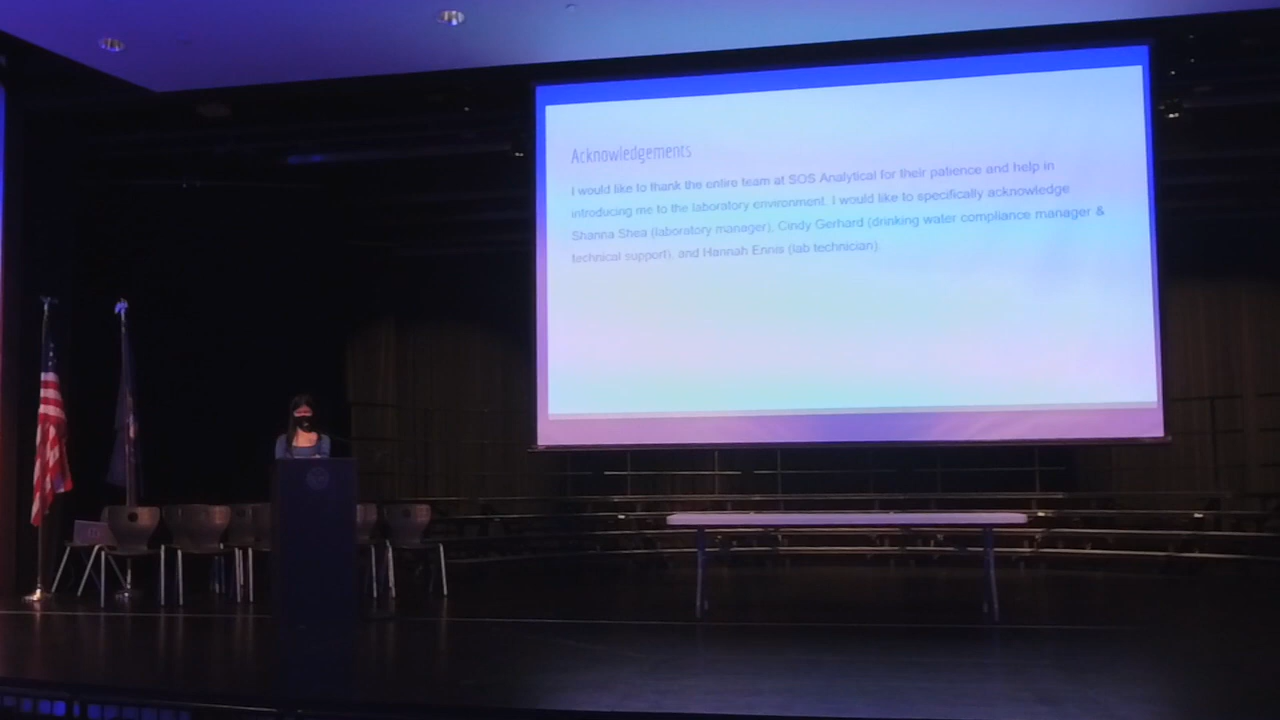 Acknowledgements
I would like to thank the entire team at SOS Analytical for their patience and help in
introducing me to the laboratory environment. I would like to specifically acknowledge
Shanna Shea (laboratory manager), Cindy Gerhard (drinking water compliance manager &
technical support), and Hannah Ennis (lab technician).